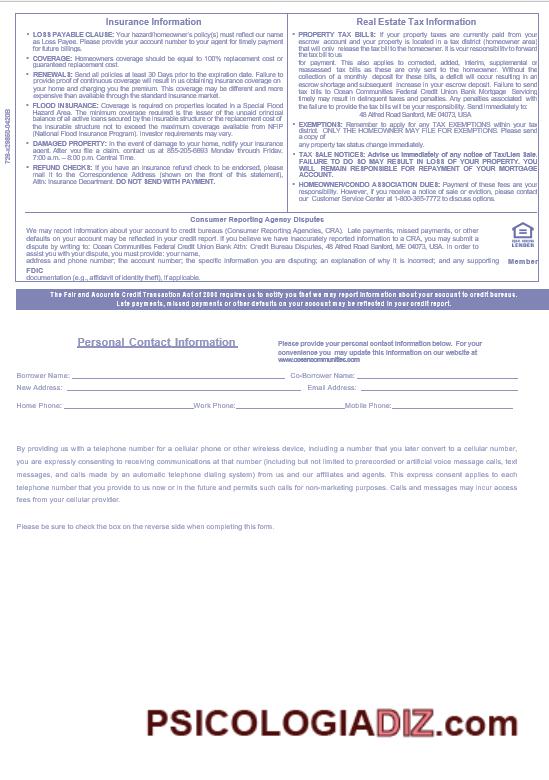 Insurance Information
• LOSS PAYABLE CLAUSE: Your hazard/homeowner's policy(s) must reflect our name
as Loss Payee. Please provide your account number to your agent for timely payment
for future billings.
• COVERAGE: Homeowners coverage should be equal to 100% replacement cost or
guaranteed replacement cost.
• RENEWALS: Send all policies at least 30 Days prior to the expiration date. Failure to
provide proof of continuous coverage will result in us obtaining insurance coverage on
your home and charging you the premium. This coverage may be different and more
expensive than available through the standard insurance market.
• FLOOD INSURANCE: Coverage is required on properties located in a Special Flood
Hazard Area. The minimum coverage required is the lesser of the unpaid principal
balance of all active loans secured by the insurable structure or the replacement cost of
the insurable structure not to exceed the maximum coverage available from NFIP
(National Flood Insurance Program). Investor requirements may vary.
• DAMAGED PROPERTY: In the event of damage to your home, notify your insurance
agent. After you file a claim, contact us at 855-205-6693 Monday through Friday,
7:00 a.m. – 8:00 p.m. Central Time.
• REFUND CHECKS: If you have an insurance refund check to be endorsed, please
mail it to the Correspondence Address (shown on the front of this statement),
Attn: Insurance Department. DO NOT SEND WITH PAYMENT.
Real Estate Tax Information
• PROPERTY TAX BILLS: If your property taxes are currently paid from your
escrow account and your property is located in a tax district (homeowner area)
that will only release the tax bill to the homeowner, it is your responsibility to forward
the tax bill to us
for payment. This also applies to corrected, added, interim, supplemental or
reassessed tax bills as these are only sent to the homeowner. Without the
collection of a monthly deposit for these bills, a deficit will occur resulting in an
escrow shortage and subsequent increase in your escrow deposit. Failure to send
tax bills to Ocean Communities Federal Credit Union Bank Mortgage Servicing
timely may result in delinquent taxes and penalties. Any penalties associated with
the failure to provide the tax bills will be your responsibility. Send immediately to:
48 Alfred Road Sanford, ME 04073, USA
• EXEMPTIONS: Remember to apply for any TAX EXEMPTIONS within your tax
district. ONLY THE HOMEOWNER MAY FILE FOR EXEMPTIONS. Please send
a copy of
any property tax status change immediately.
• TAX SALE NOTICES: Advise us immediately of any notice of Tax/Lien Sale.
FAILURE TO DO SO MAY RESULT IN LOSS OF YOUR PROPERTY. YOU
WILL REMAIN RESPONSIBLE FOR REPAYMENT OF YOUR MORTGAGE
ACCOUNT.
• HOMEOWNER/CONDO ASSOCIATION DUES: Payment of these fees are your
responsibility. However, if you receive a notice of sale or eviction, please contact
our Customer Service Center at 1-800-365-7772 to discuss options.
Consumer Reporting Agency Disputes
We may report information about your account to credit bureaus (Consumer Reporting Agencies, CRA). Late payments, missed payments, or other
defaults on your account may be reflected in your credit report. If you believe we have inaccurately reported information to a CRA, you may submit a
dispute by writing to; Ocean Communities Federal Credit Union Bank Attn: Credit Bureau Disputes, 48 Alfred Road Sanford, ME 04073, USA. In order to
assist you with your dispute, you must provide: your name,
address and phone number; the account number; the specific information you are disputing; an explanation of why it is incorrect; and any supporting Member
FDIC
documentation (e.g., affidavit of identity theft), if applicable.
LENDER
The Fair and Accurate Credit Transaction Act of 2003 requires us to notify you that we may report information about your account to credit bureaus.
Late payments, missed payments or other defaults on your account may be reflected in your credit report.
Personal Contact Information
Please provide your personal contact information below. For your
convenience you may update this information on our website at
www.oceancommunities.com
Borrower Name: Co-Borrower Name:
New Address: Email Address:
Home Phone: Work Phone: Mobile Phone:
By providing us with a telephone number for a cellular phone or other wireless device, including a number that you later convert to a cellular number,
you are expressly consenting to receiving communications at that number (including but not limited to prerecorded or artificial voice message calls, text
messages, and calls made by an automatic telephone dialing system) from us and our affiliates and agents. This express consent applies to each
telephone number that you provide to us now or in the future and permits such calls for non-marketing purposes. Calls and messages may incur access
fees from your cellular provider.
Please be sure to check the box on the reverse side when completing this form.
PSICOLOGIADIZ.com